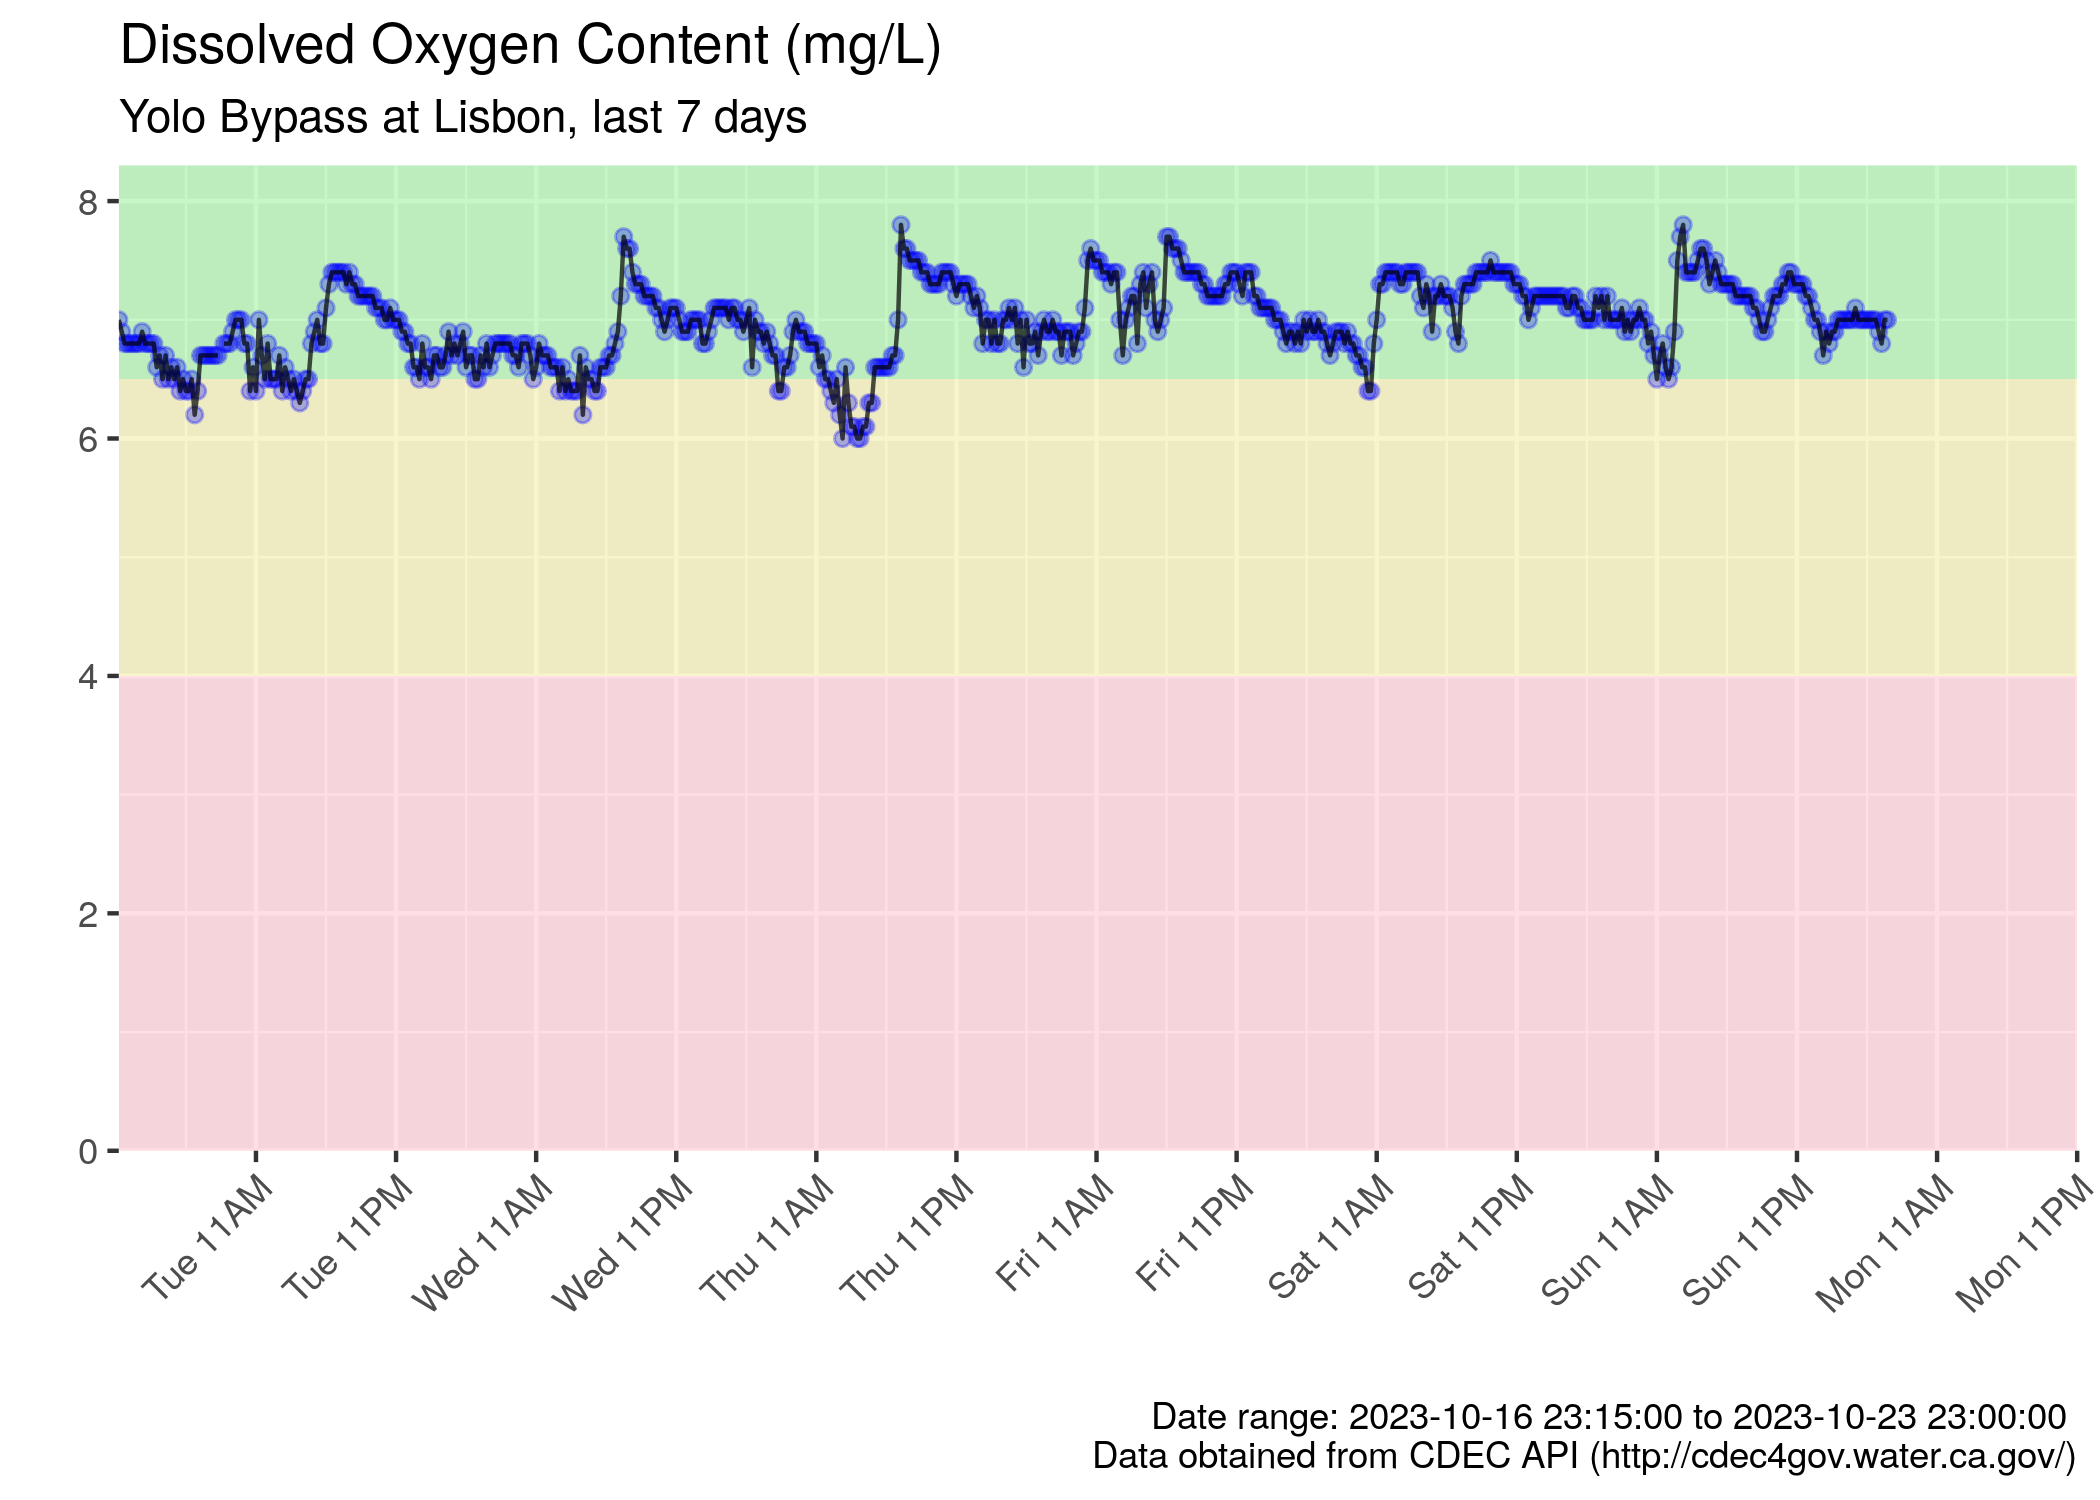 Dissolved Oxygen Content (mg/L)
Yolo Bypass at Lisbon, last 7 days
8
6
4
2
0
Tue 11AM
Tue 11PM
Wed 11AM
Wed 11PM
Thu 11AM
Thu 11PM
Fri 11AM
Fri 11PM
Sat 11AM
Sat 11PM
Sun 11AM
Sun 11PM
Mon 11AM
Mon 11PM
Date range: 2023-10-16 23:15:00 to 2023-10-23 23:00:00
Data obtained from CDEC API (http://cdec4gov.water.ca.gov/)